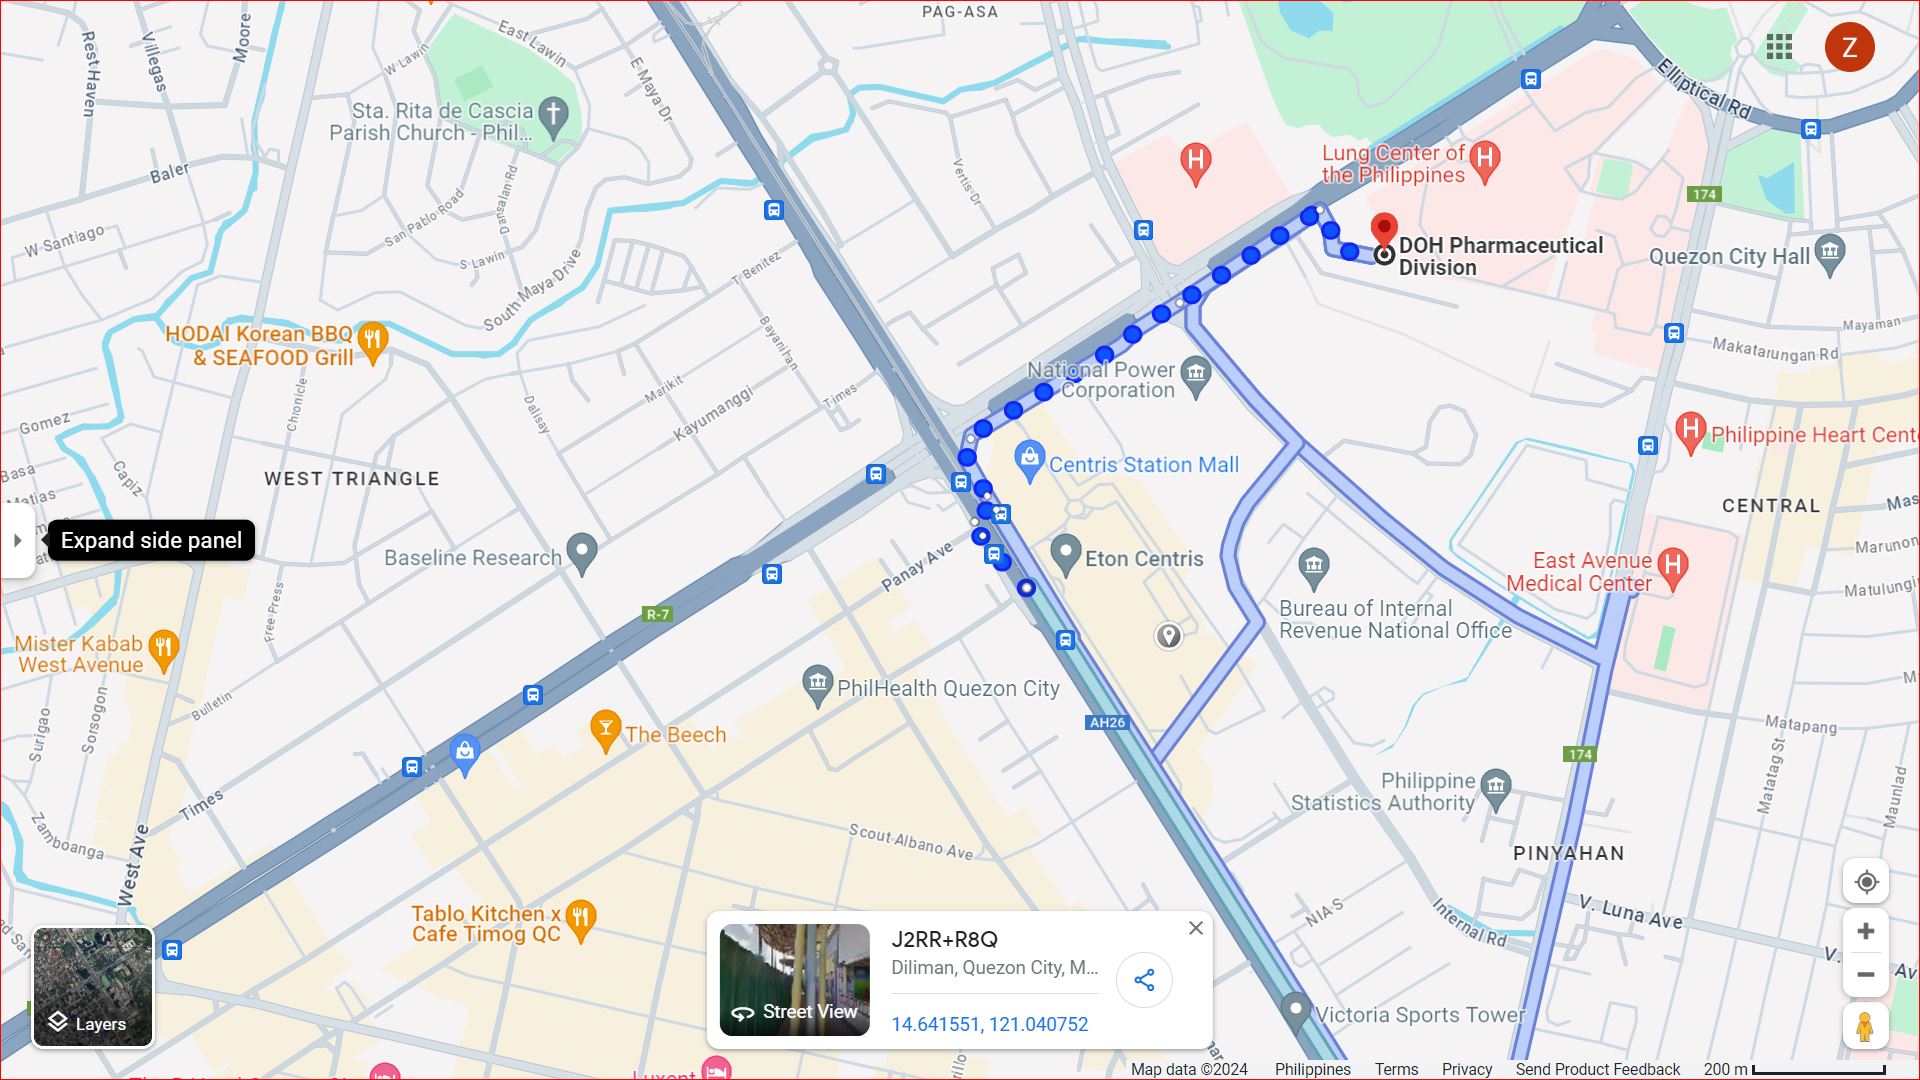 PAG-ASA
Z
Rest Haven
Villegas
Moore
East Lawin
W Lawin
E Maya Dr
Elliptical Rd
Sta. Rita de Cascia
Parish Church - Phil...
Lung Center of
the Philippines
Baler
Vertis Dr
Dansalan Rd
San Pablo Road
174
W Santiago
S Lawin
South Maya Drive
T. Benitez
DOH Pharmaceutical
Division
Quezon City Hall
HODAI Korean BBQ
& SEAFOOD Grill
Bayanihan
Mayaman
Makatarungan Rd
National Power
Corporation
Chronicle
Marikit
Times
Kayumanggi
Dalisay
Gomez
Philippine Heart Cente
Basa
Matias
Capiz
WEST TRIANGLE
Centris Station Mall
CENTRAL
Mas
Expand side panel
Baseline Research
Panay Ave
Eton Centris
East Avenue
Medical Center
Marunon
Matulungi
Free Press
R-7
Bureau of Internal
Revenue National Office
Mister Kabab
West Avenue
PhilHealth Quezon City
Surigao
Sorsogon
Bulletin
The Beech
AH26
174
Matapang
Matatag St
Maunlad
Philippine
Statistics Authority
Times
Zamboanga
West Ave
Scout Albano Ave
PINYAHAN
Tablo Kitchen x
Cafe Timog QC
NIAS
Internal Rd
V. Luna Ave
V.
Av
J2RR+R8Q
Diliman, Quezon City, M...
Street View
14.641551, 121.040752
Layers
Victoria Sports Tower
Luxent
Map data ©2024
Philippines
Terms
Privacy
Send Product Feedback
200 m